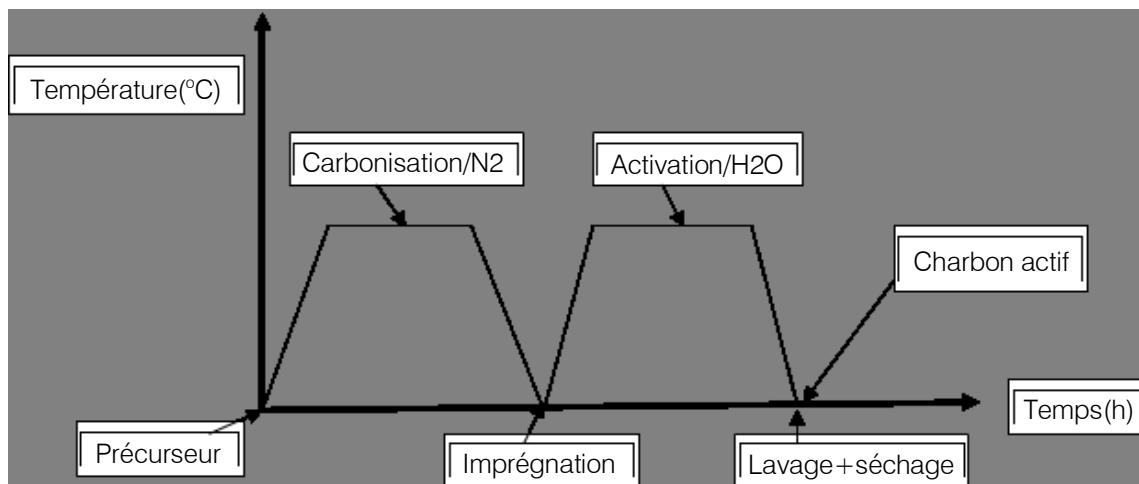 Température(°C)
Carbonisation/N2
Activation/H2O
Charbon actif
Temps(h)
Précurseur
Imprégnation
Lavage+séchage